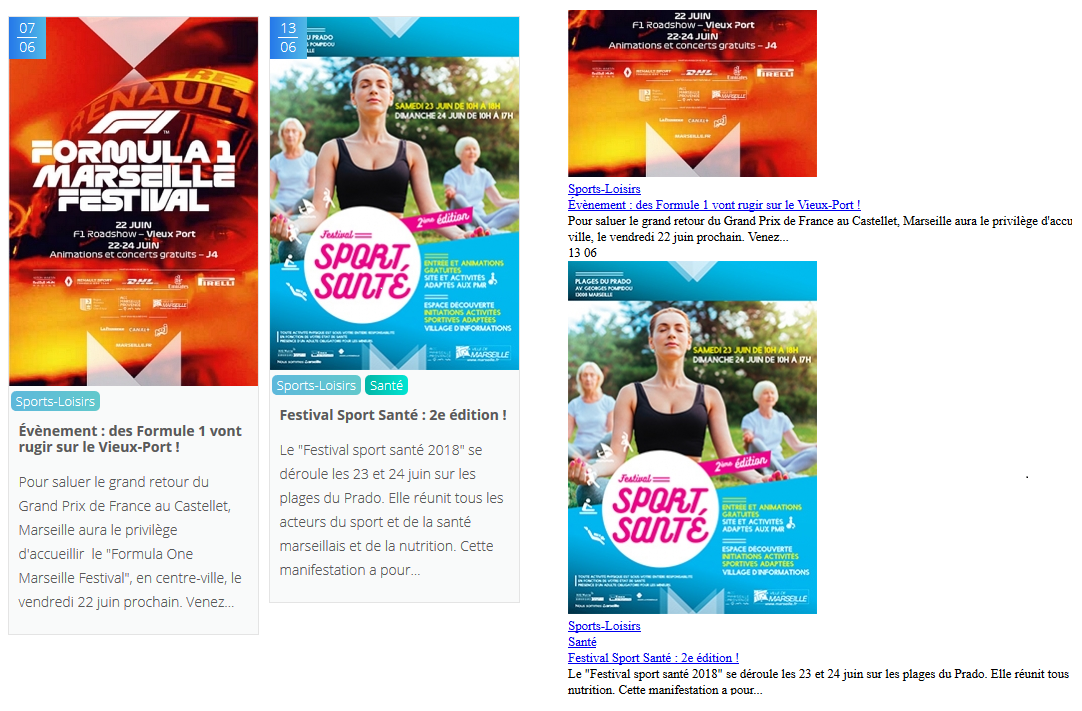 07
06
RENAULT
FORMULA 1
MARSEILLE
FESTIVAL
22 JUIN
F1 Roadshow – Vieux Port
22-24 JUIN
Animations et concerts gratuits – J4
DHL
PIRELLI
CANAL+
MARSEILLE.FR
Sports-Loisirs
Évènement : des Formule 1 vont
rugir sur le Vieux-Port !
Pour saluer le grand retour du
Grand Prix de France au Castellet,
Marseille aura le privilège
d'accueillir le "Formula One
Marseille Festival", en centre-ville, le
vendredi 22 juin prochain. Venez...
13
06
DU PRADO
SAMEDI 23 JUIN DE 10H À 18H
DIMANCHE 24 JUIN DE 10H À 17H
2ème édition
Festival
SPORT,
SANTÉ
ENTRÉE ET ANIMATIONS
GRATUITES
SITE ET ACTIVITÉS
ADAPTÉS AUX PMR
ESPACE DÉCOUVERTE
INITIATIONS ACTIVITÉS
SPORTIVES ADAPTÉES
VILLAGE D'INFORMATIONS
MARSEILLE
Sports-Loisirs Santé
Festival Sport Santé : 2e édition !
Le "Festival sport santé 2018" se
déroule les 23 et 24 juin sur les
plages du Prado. Elle réunit tous les
acteurs du sport et de la santé
marseillais et de la nutrition. Cette
manifestation a pour...
22 JUIN
F1 Roadshow – Vieux Port
22-24 JUIN
Animations et concerts gratuits – J4
DHL
PIRELLI
CANAL+
MARSEILLE.FR
Sports-Loisirs
Évènement : des Formule 1 vont rugir sur le Vieux-Port !
Pour saluer le grand retour du Grand Prix de France au Castellet, Marseille aura le privilège d'accu
ville, le vendredi 22 juin prochain. Venez...
13 06
PLAGES DU PRADO
AV. GEORGES POMPIDOU
13008 MARSEILLE
SAMEDI 23 JUIN DE 10H À 18H
DIMANCHE 24 JUIN DE 10H À 17H
2ème édition
Festival
SPORT,
SANTÉ
ENTRÉE ET ANIMATIONS
GRATUITES
SITE ET ACTIVITÉS
ADAPTÉS AUX PMR
ESPACE DÉCOUVERTE
INITIATIONS ACTIVITÉS
SPORTIVES ADAPTÉES
VILLAGE D'INFORMATIONS
MARSEILLE
Sports-Loisirs
Santé
Festival Sport Santé : 2e édition !
Le "Festival sport santé 2018" se déroule les 23 et 24 juin sur les plages du Prado. Elle réunit tous
nutrition. Cette manifestation a pour...